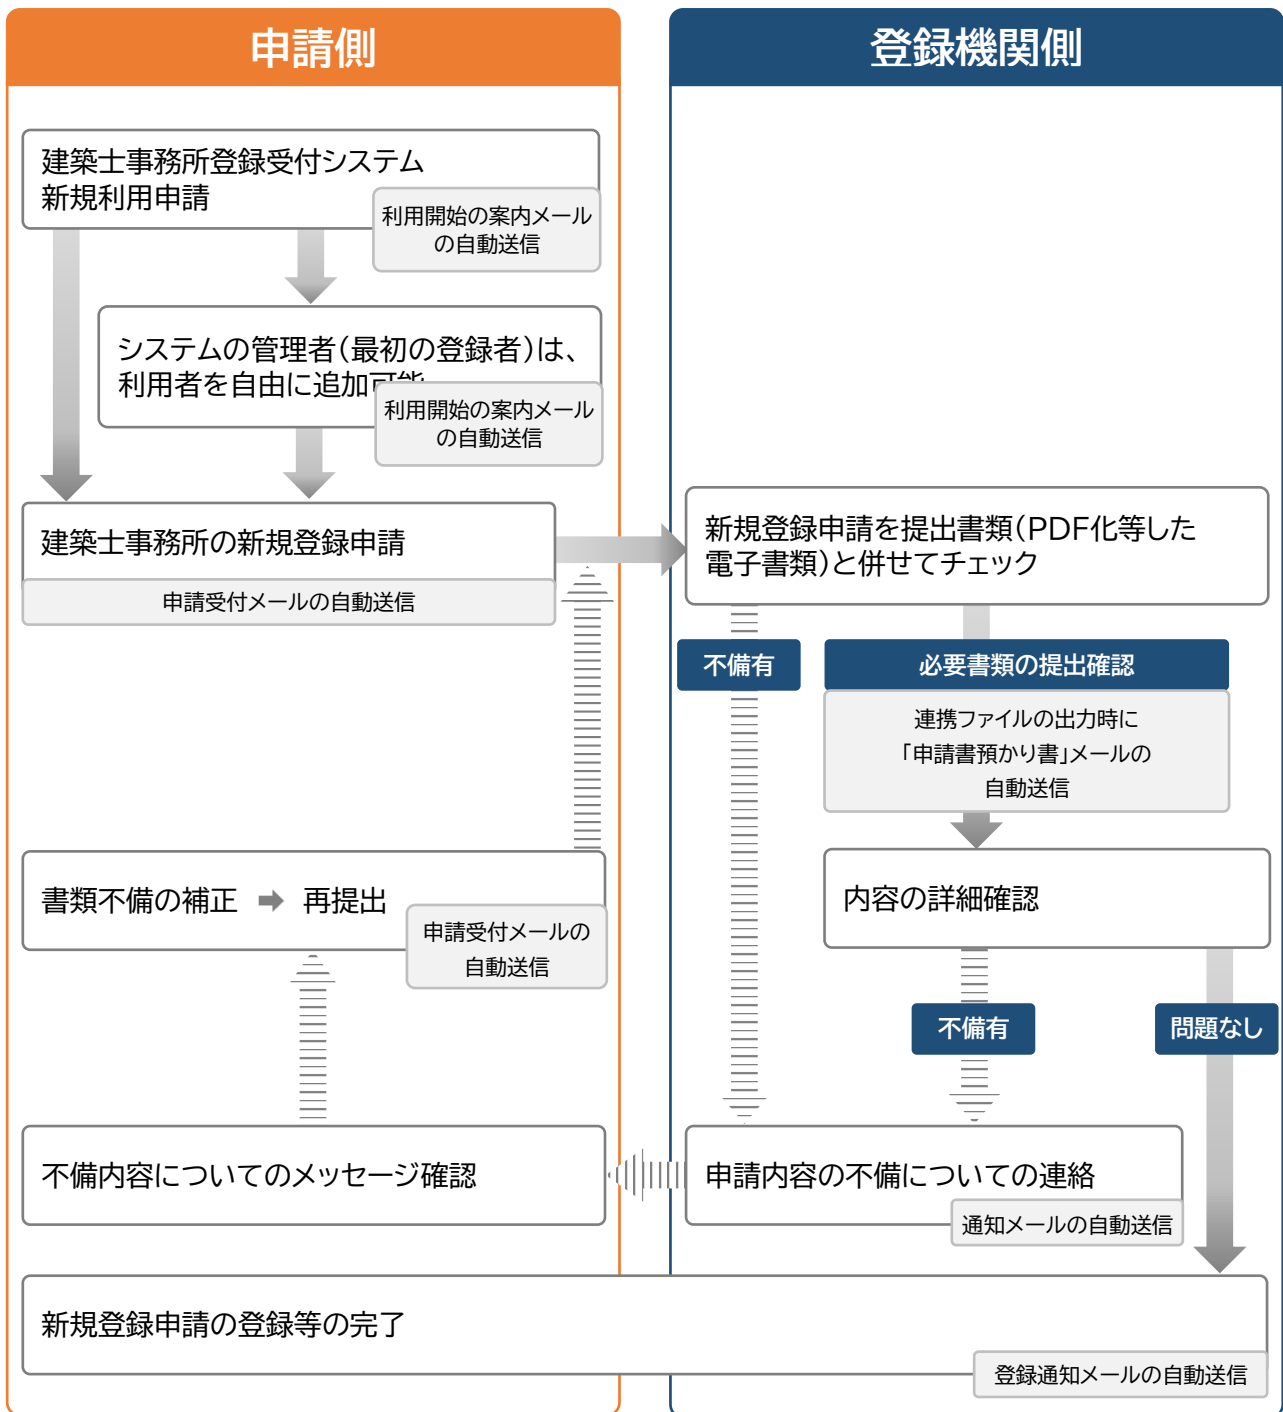 申請側
登録機関側
建築士事務所登録受付システム
新規利用申請
利用開始の案内メール
の自動送信
システムの管理者（最初の登録者）は、
利用者を自由に追加可能
利用開始の案内メール
の自動送信
建築士事務所の新規登録申請
申請受付メールの自動送信
新規登録申請を提出書類（PDF化等した
電子書類）と併せてチェック
不備有
必要書類の提出確認
連携ファイルの出力時に
「申請書預かり書」メールの
自動送信
書類不備の補正 ➡ 再提出
申請受付メールの
自動送信
内容の詳細確認
不備有
問題なし
不備内容についてのメッセージ確認
申請内容の不備についての連絡
通知メールの自動送信
新規登録申請の登録等の完了
登録通知メールの自動送信